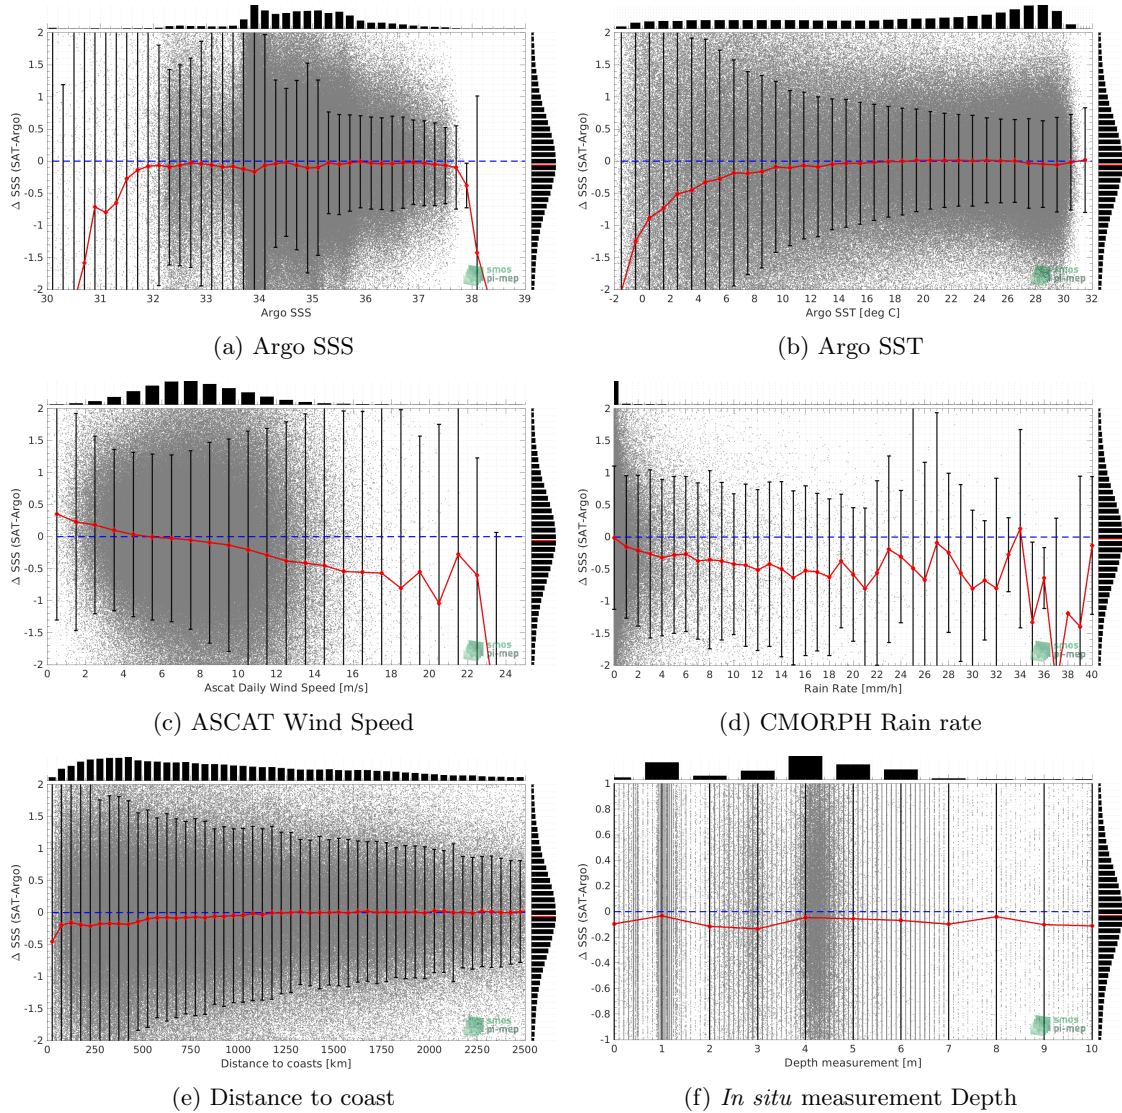 2
1.5
1
0.5
0
-0.5
-1
-1.5
-2
Δ SSS (SAT-Argo)
30 31 32 33 34 35 36 37 38 39
Argo SSS
smos
pi-mep
(a) Argo SSS
2
1.5
1
0.5
0
-0.5
-1
-1.5
-2
Δ SSS (SAT-Argo)
-2 0 2 4 6 8 10 12 14 16 18 20 22 24 26 28 30 32
Argo SST [deg C]
smos
pi-mep
(b) Argo SST
2
1.5
1
0.5
0
-0.5
-1
-1.5
-2
Δ SSS (SAT-Argo)
0 2 4 6 8 10 12 14 16 18 20 22 24
Ascat Daily Wind Speed [m/s]
smos
pi-mep
(c) ASCAT Wind Speed
2
1.5
1
0.5
0
-0.5
-1
-1.5
-2
Δ SSS (SAT-Argo)
0 2 4 6 8 10 12 14 16 18 20 22 24 26 28 30 32 34 36 38 40
Rain Rate [mm/h]
smos
pi-mep
(d) CMORPH Rain rate
2
1.5
1
0.5
0
-0.5
-1
-1.5
-2
Δ SSS (SAT-Argo)
0 250 500 750 1000 1250 1500 1750 2000 2250 2500
Distance to coasts [km]
smos
pi-mep
(e) Distance to coast
1
0.8
0.6
0.4
0.2
0
-0.2
-0.4
-0.6
-0.8
-1
Δ SSS (SAT-Argo)
0 1 2 3 4 5 6 7 8 9 10
Depth measurement [m]
smos
pi-mep
(f) In situ measurement Depth